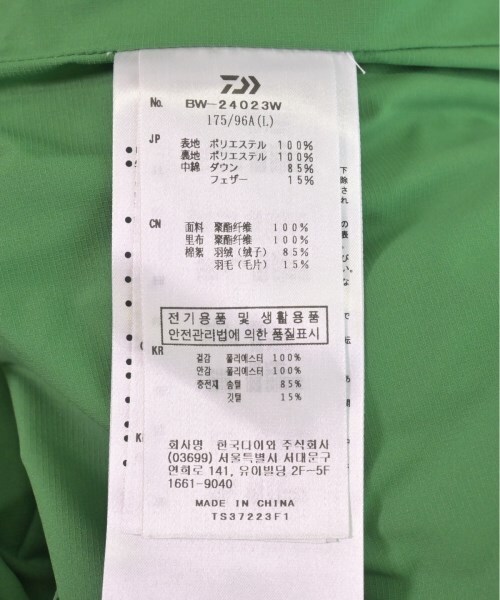 No. BW-24023W
175/96A(L)
JP 表地 ポリエステル 100%
裏地 ポリエステル 100%
中綿 ダウン 85%
フェザー 15%
CN 面料 聚酯纤维 100%
里布 聚酯纤维 100%
棉絮 羽绒（绒子） 85%
羽毛（毛片） 15%
전기용품 및 생활용품
안전관리법에 의한 품질표시
KR
겉감 폴리에스터 100%
안감 폴리에스터 100%
충전재 솜털 85%
깃털 15%
회사명 한국다이와 주식회사
(03699) 서울특별시 서대문구
연희로 141, 유이빌딩 2F-5F
1661-9040
MADE IN CHINA
TS37223F1